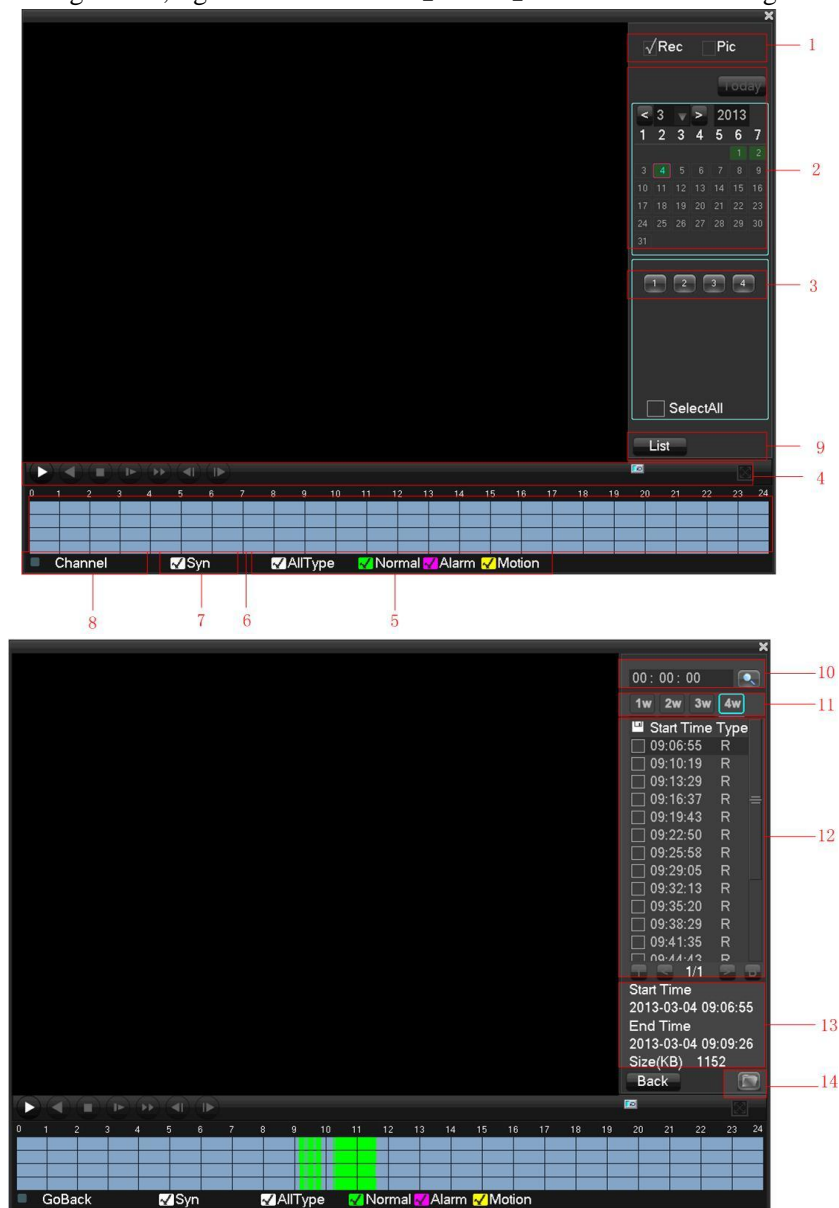 Rec Pic 1
Today
< 3 > 2013
1 2 3 4 5 6 7
1 2
3 4 5 6 7 8 9 2
10 11 12 13 14 15 16
17 18 19 20 21 22 23
24 25 26 27 28 29 30
31
1 2 3 4 3
SelectAll
List 9
4
0 1 2 3 4 5 6 7 8 9 10 11 12 13 14 15 16 17 18 19 20 21 22 23 24
Channel Syn AllType Normal Alarm Motion
8 7 6 5
00 : 00 : 00 10
1w 2w 3w 4w 11
Start Time Type
09:06:55 R
09:10:19 R
09:13:29 R
09:16:37 R
09:19:43 R
09:22:50 R 12
09:25:58 R
09:29:05 R
09:32:13 R
09:35:20 R
09:38:29 R
09:41:35 R
09:44:43 R
1/1
Start Time
2013-03-04 09:06:55
End Time 13
2013-03-04 09:09:26
Size(KB) 1152
Back 14
0 1 2 3 4 5 6 7 8 9 10 11 12 13 14 15 16 17 18 19 20 21 22 23 24
GoBack Syn AllType Normal Alarm Motion